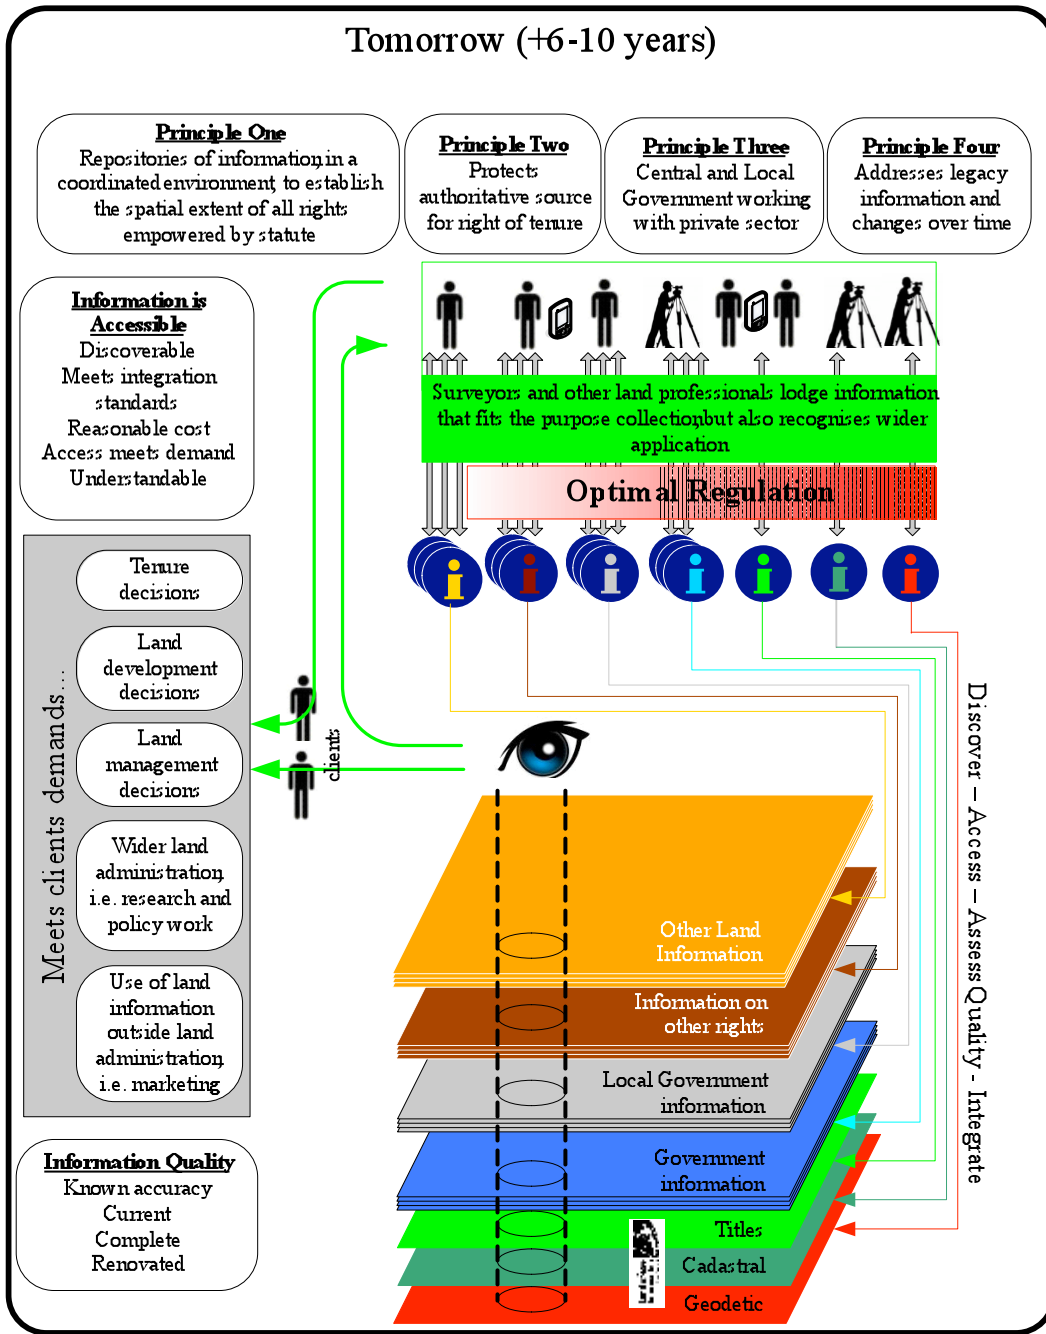 Tomorrow (+6-10 years)
Principle One
Repositories of information, in a
coordinated environment, to establish
the spatial extent of all rights
empowered by statute
Principle Two
Protects
authoritative source
for right of tenure
Principle Three
Central and Local
Government working
with private sector
Principle Four
Addresses legacy
information and
changes over time
Information is
Accessible
Discoverable
Meets integration
standards
Reasonable cost
Access meets demand
Understandable
Surveyors and other land professionals lodge information
that fits the purpose collection, but also recognises wider
application
Optimal Regulation
Meets clients demands...
Tenure
decisions
Land
development
decisions
Land
management
decisions
Wider land
administration,
i.e. research and
policy work
Use of land
information
outside land
administration,
i.e. marketing
clients
Information Quality
Known accuracy
Current
Complete
Renovated
Other Land
Information
Information on
other rights
Local Government
information
Government
information
Titles
Cadastral
Geodetic
Discover – Access – Assess Quality - Integrate